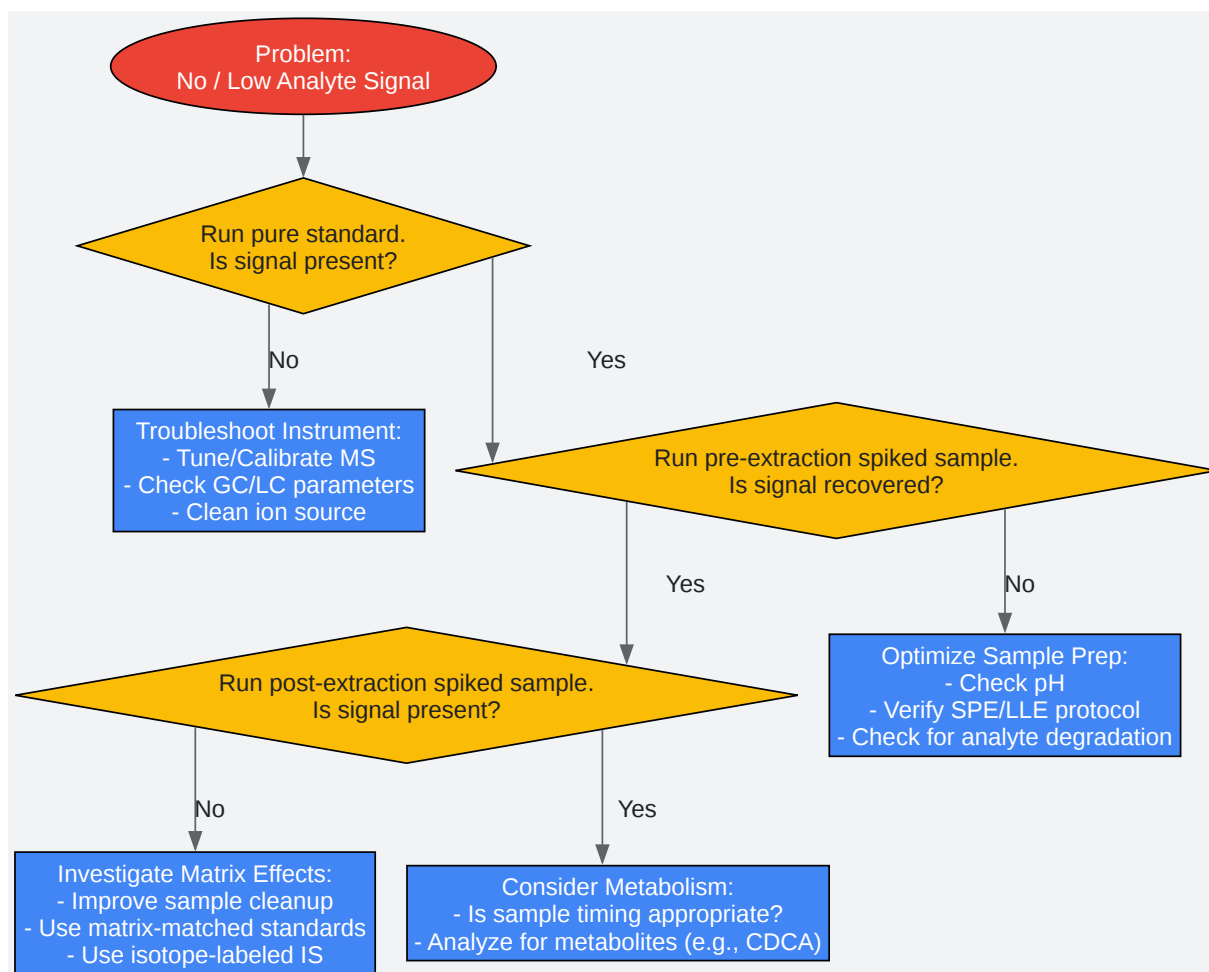 Problem:
No / Low Analyte Signal
Run pure standard.
Is signal present?
No
Yes
Troubleshoot Instrument:
- Tune/Calibrate MS
- Check GC/LC parameters
- Clean ion source
Run pre-extraction spiked sample.
Is signal recovered?
Yes
No
Run post-extraction spiked sample.
Is signal present?
Optimize Sample Prep:
- Check pH
- Verify SPE/LLE protocol
- Check for analyte degradation
No
Yes
Investigate Matrix Effects:
- Improve sample cleanup
- Use matrix-matched standards
- Use isotope-labeled IS
Consider Metabolism:
- Is sample timing appropriate?
- Analyze for metabolites (e.g., CDCA)